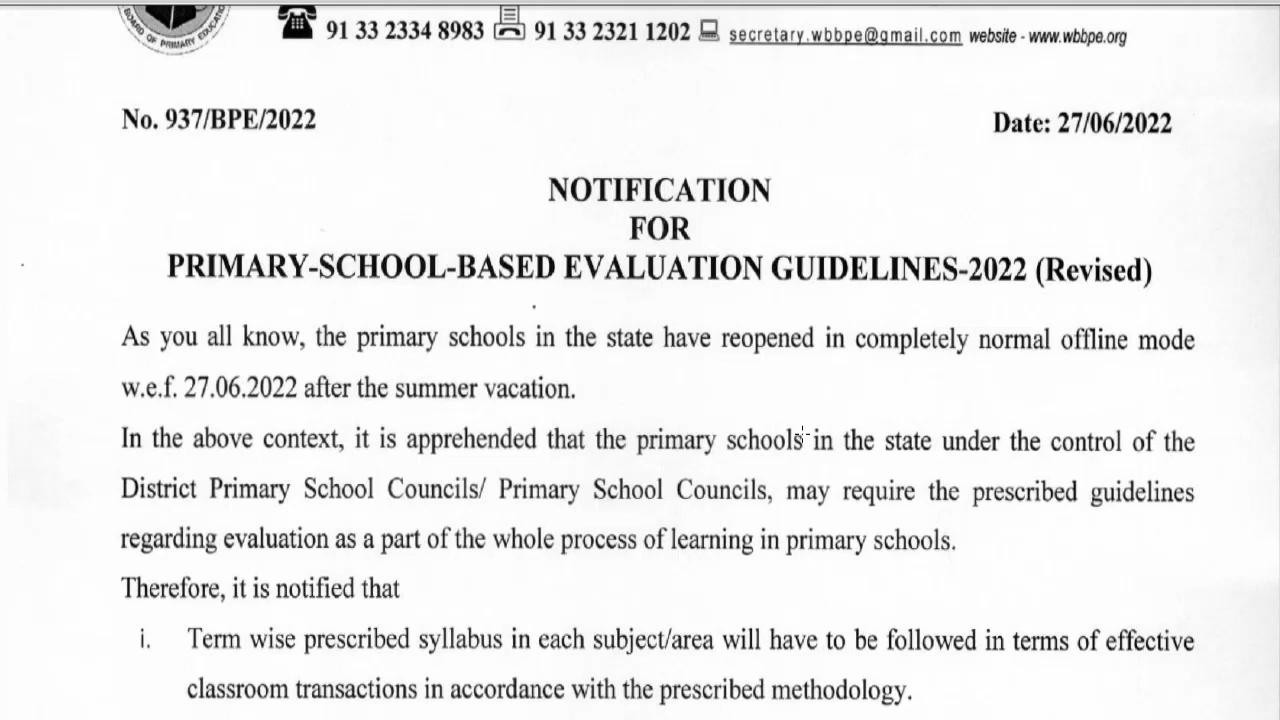 BOARD OF PRIMARY EDUCATION
91 33 2334 8983 91 33 2321 1202 secretary.wbbpe@gmail.com website - www.wbbpe.org
No. 937/BPE/2022 Date: 27/06/2022
NOTIFICATION
FOR
PRIMARY-SCHOOL-BASED EVALUATION GUIDELINES-2022 (Revised)
As you all know, the primary schools in the state have reopened in completely normal offline mode
w.e.f. 27.06.2022 after the summer vacation.
In the above context, it is apprehended that the primary schools in the state under the control of the
District Primary School Councils/ Primary School Councils, may require the prescribed guidelines
regarding evaluation as a part of the whole process of learning in primary schools.
Therefore, it is notified that
i. Term wise prescribed syllabus in each subject/area will have to be followed in terms of effective
classroom transactions in accordance with the prescribed methodology.